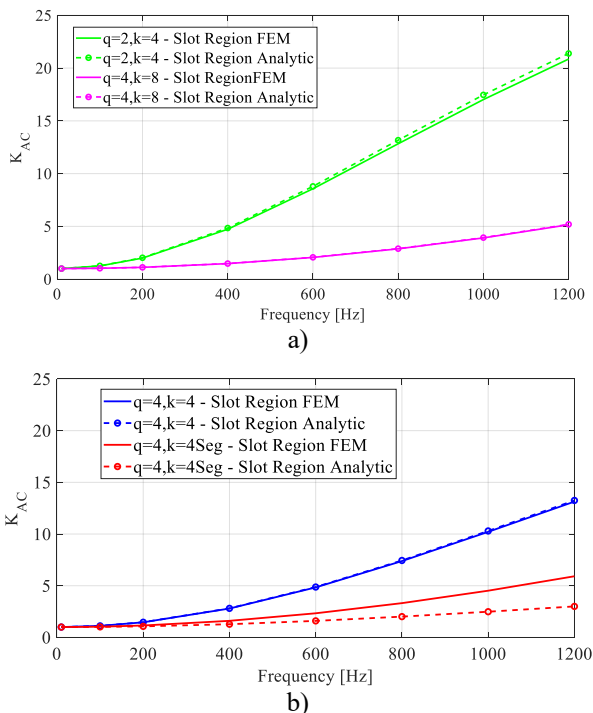 25
20
15
10
5
0
K_AC
q=2,k=4 - Slot Region FEM
q=2,k=4 - Slot Region Analytic
q=4,k=8 - Slot RegionFEM
q=4,k=8 - Slot Region Analytic
0 200 400 600 800 1000 1200
Frequency [Hz]
a)
25
20
15
10
5
0
K_AC
q=4,k=4 - Slot Region FEM
q=4,k=4 - Slot Region Analytic
q=4,k=4Seg - Slot Region FEM
q=4,k=4Seg - Slot Region Analytic
0 200 400 600 800 1000 1200
Frequency [Hz]
b)